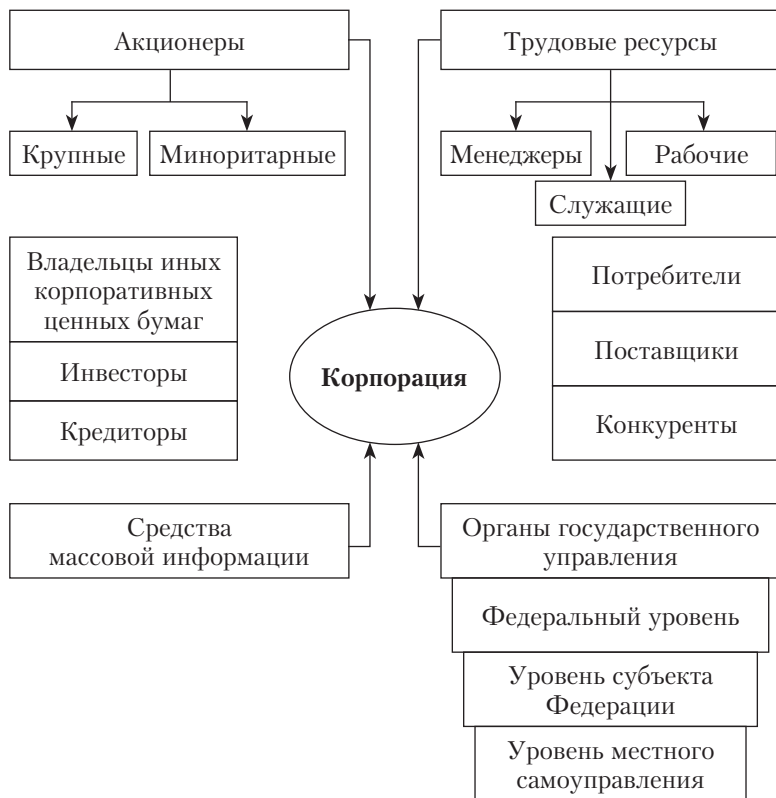 Акционеры
Трудовые ресурсы
Крупные
Миноритарные
Менеджеры
Рабочие
Служащие
Владельцы иных
корпоративных
ценных бумаг
Инвесторы
Кредиторы
Корпорация
Потребители
Поставщики
Конкуренты
Средства
массовой информации
Органы государственного
управления
Федеральный уровень
Уровень субъекта
Федерации
Уровень местного
самоуправления